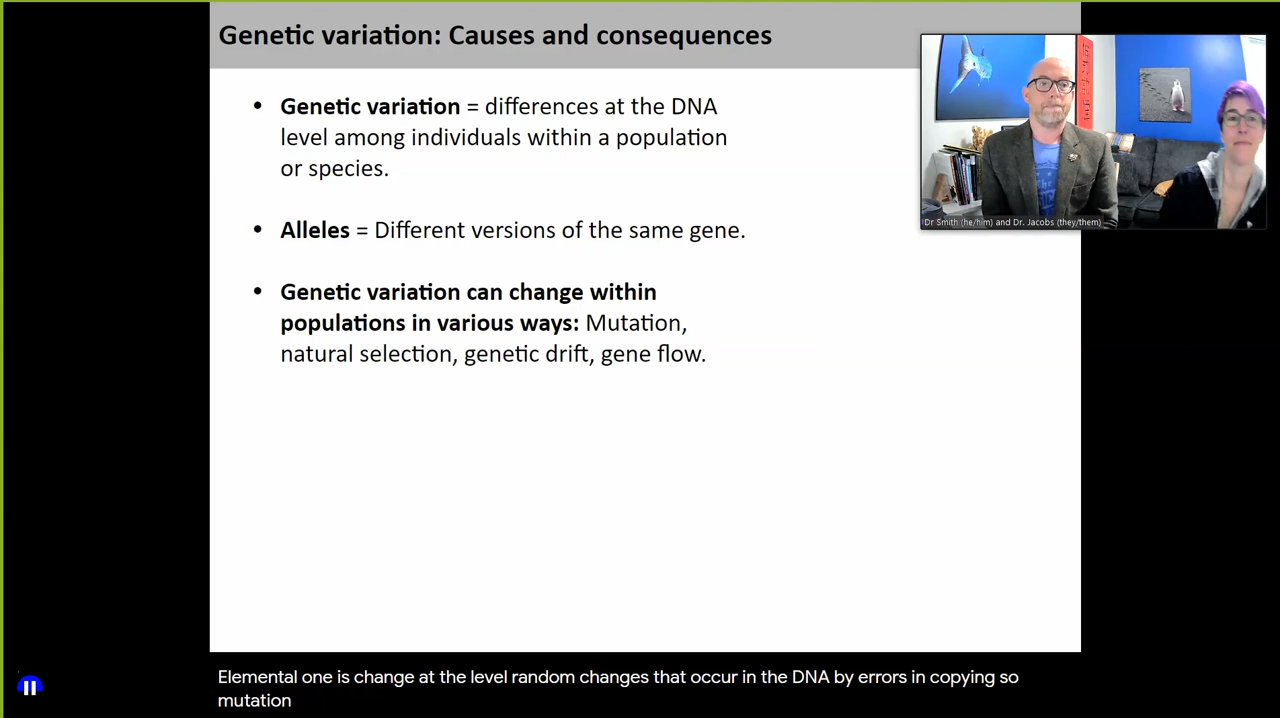 Genetic variation: Causes and consequences
• Genetic variation = differences at the DNA
level among individuals within a population
or species.
• Alleles = Different versions of the same gene.
• Genetic variation can change within
populations in various ways: Mutation,
natural selection, genetic drift, gene flow.
Dr Smith (he/him) and Dr. Jacobs (they/them)
Elemental one is change at the level random changes that occur in the DNA by errors in copying so
mutation